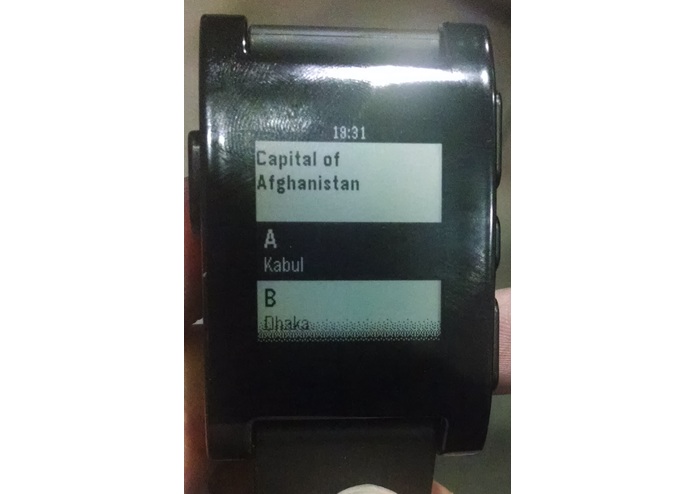 18:31
Capital of
Afghanistan
A
Kabul
B
Dhaka